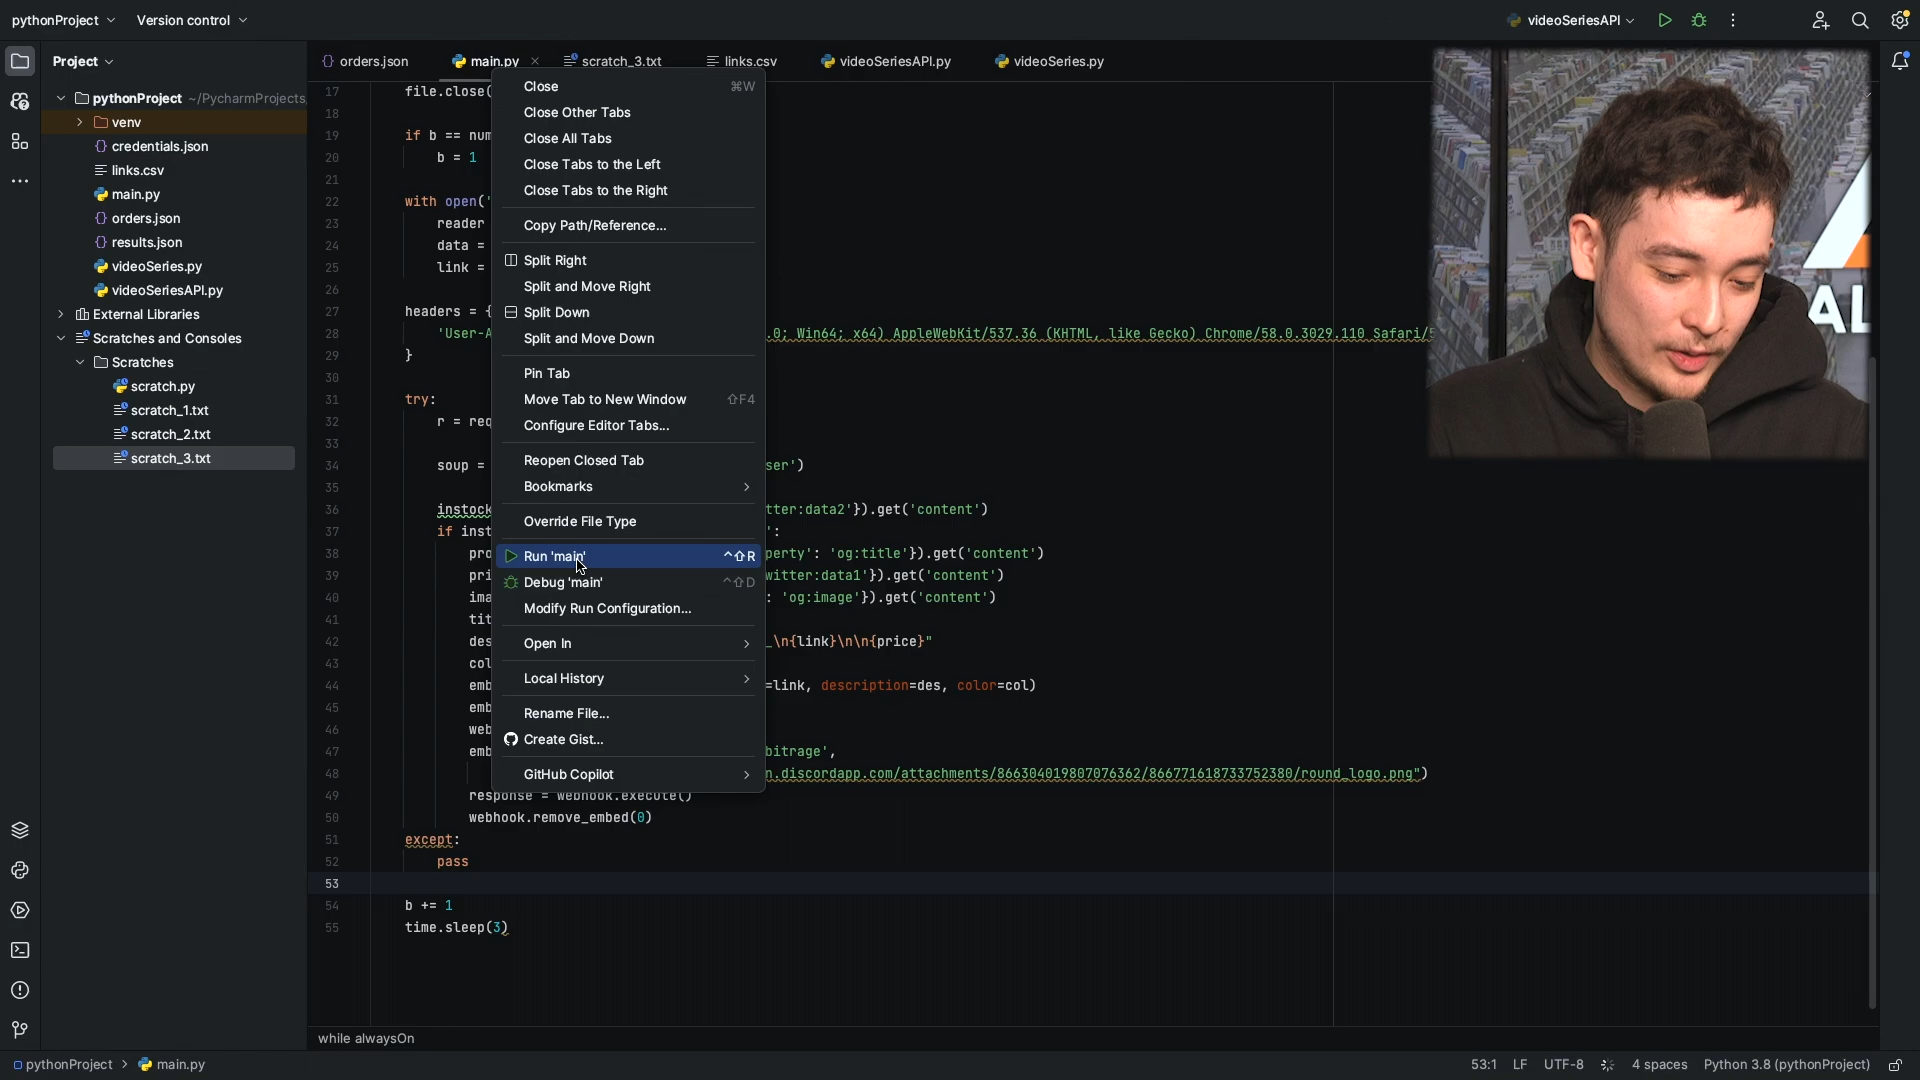 pythonProject
Version control
videoSeriesAPI
Project
orders.json
main.py
scratch_3.txt
links.csv
videoSeriesAPI.py
videoSeries.py
pythonProject ~/PycharmProjects
venv
credentials.json
links.csv
main.py
orders.json
results.json
videoSeries.py
videoSeriesAPI.py
External Libraries
Scratches and Consoles
Scratches
scratch.py
scratch_1.txt
scratch_2.txt
scratch_3.txt
17 file.close(
18
19 if b == num
20 b = 1
21
22 with open('
23 reader
24 data =
25 link =
26
27 headers = {
28 'User-A .0; Win64; x64) AppleWebKit/537.36 (KHTML, like Gecko) Chrome/58.0.3029.110 Safari/5
29 }
30
31 try:
32 r = req
33
34 soup = ser')
35
36 instock tter:data2'}).get('content')
37 if inst ':
38 pro perty': 'og:title'}).get('content')
39 pri witter:data1'}).get('content')
40 ima : 'og:image'}).get('content')
41 tit
42 des _\n{link}\n\n{price}"
43 col
44 emb =link, description=des, color=col)
45 emb
46 web
47 emb bitrage',
48 n.discordapp.com/attachments/866304019807076362/866771618733752380/round_logo.png")
49 response = webhook.execute()
50 webhook.remove_embed(0)
51 except:
52 pass
53
54 b += 1
55 time.sleep(3)
Close ⌘W
Close Other Tabs
Close All Tabs
Close Tabs to the Left
Close Tabs to the Right
Copy Path/Reference...
Split Right
Split and Move Right
Split Down
Split and Move Down
Pin Tab
Move Tab to New Window ⇧F4
Configure Editor Tabs...
Reopen Closed Tab
Bookmarks
Override File Type
Run 'main' ^⇧R
Debug 'main' ^⇧D
Modify Run Configuration...
Open In
Local History
Rename File...
Create Gist...
GitHub Copilot
AL
while alwaysOn
pythonProject > main.py
53:1 LF UTF-8 4 spaces Python 3.8 (pythonProject)